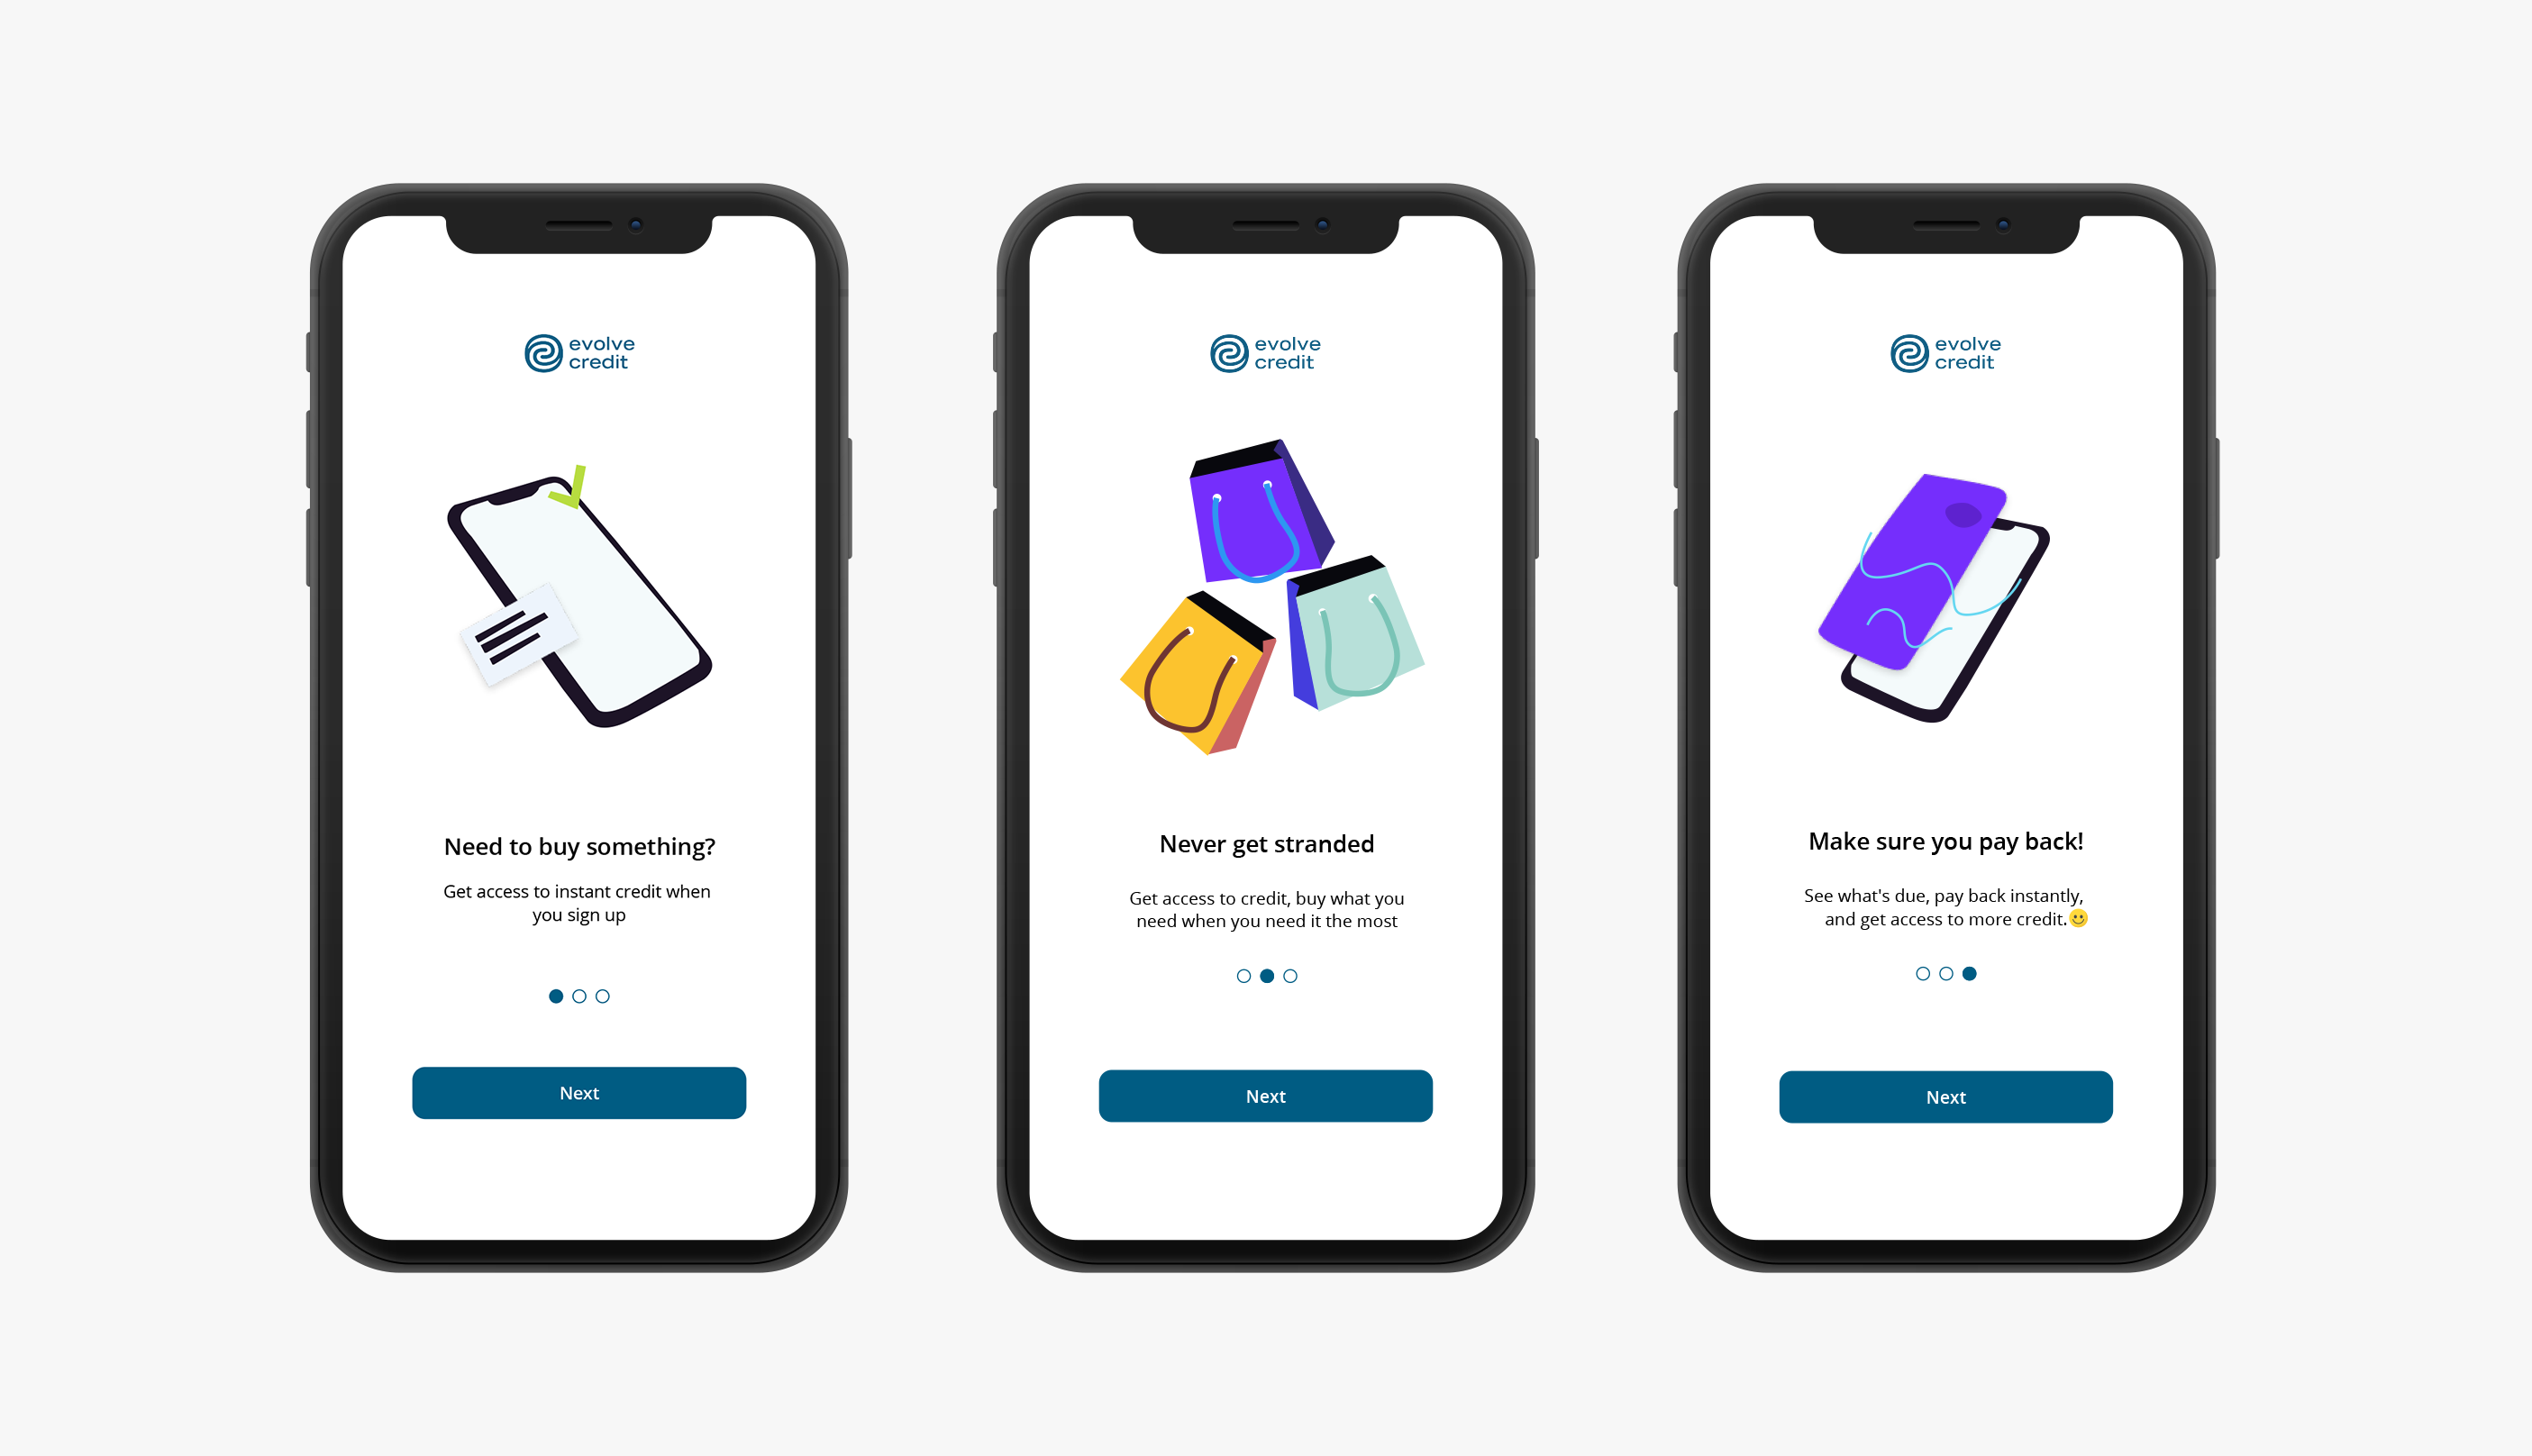 evolve
credit
Need to buy something?
Get access to instant credit when
you sign up
Next
evolve
credit
Never get stranded
Get access to credit, buy what you
need when you need it the most
Next
evolve
credit
Make sure you pay back!
See what's due, pay back instantly,
and get access to more credit.🙂
Next